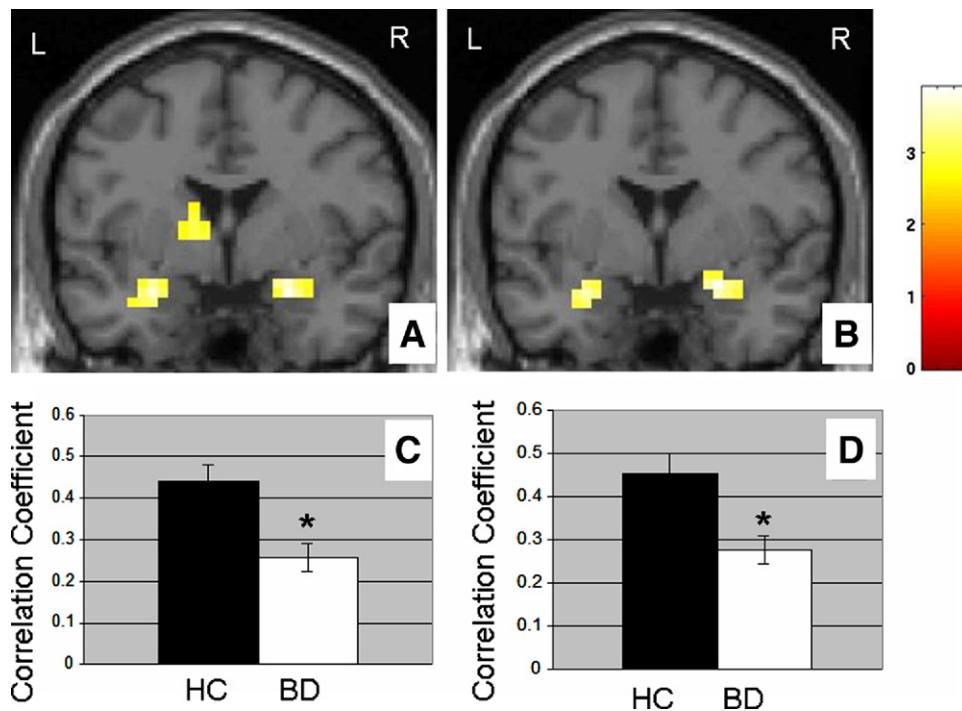 L R
A
L R
B
3
2
1
0
Correlation Coefficient
0.6
0.5
0.4
0.3
0.2
0.1
0
C
*
HC BD
Correlation Coefficient
0.6
0.5
0.4
0.3
0.2
0.1
0
D
*
HC BD